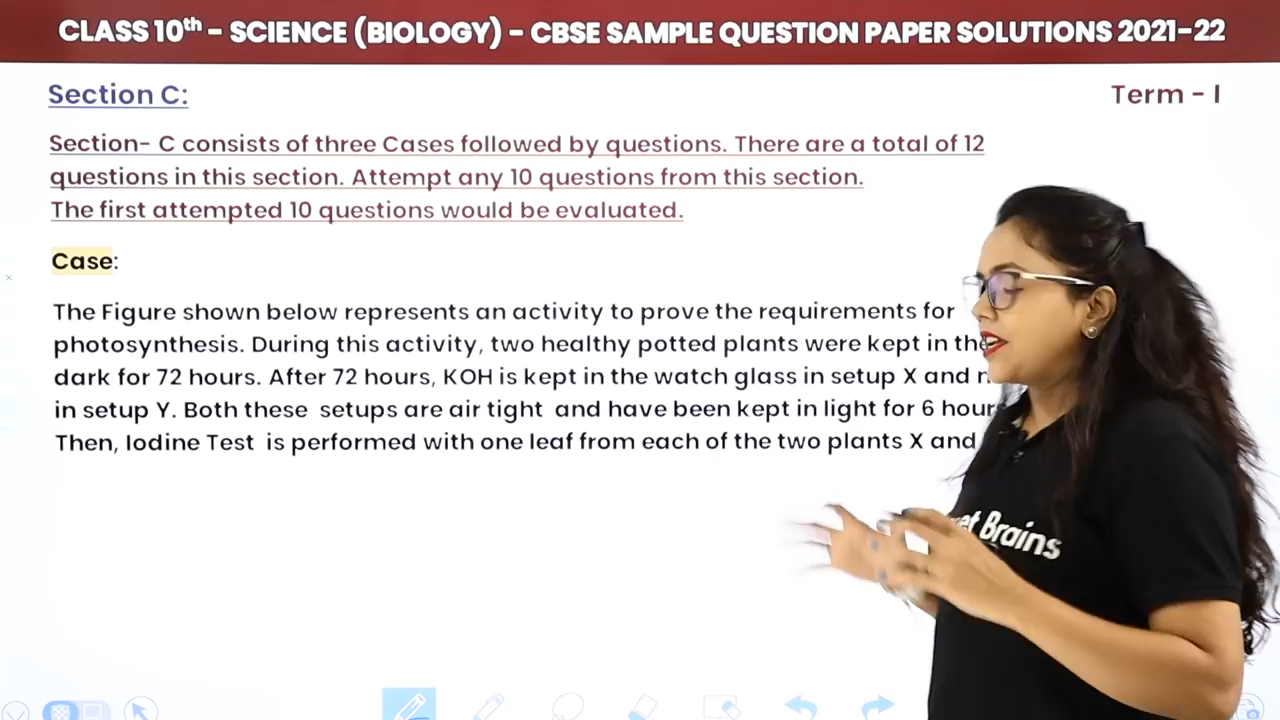 CLASS 10th – SCIENCE (BIOLOGY) – CBSE SAMPLE QUESTION PAPER SOLUTIONS 2021-22
Section C:
Term - I
Section- C consists of three Cases followed by questions. There are a total of 12
questions in this section. Attempt any 10 questions from this section.
The first attempted 10 questions would be evaluated.
Case:
The Figure shown below represents an activity to prove the requirements for
photosynthesis. During this activity, two healthy potted plants were kept in the
dark for 72 hours. After 72 hours, KOH is kept in the watch glass in setup X and
in setup Y. Both these setups are air tight and have been kept in light for 6
Then, Iodine Test is performed with one leaf from each of the two plants X and
Brains